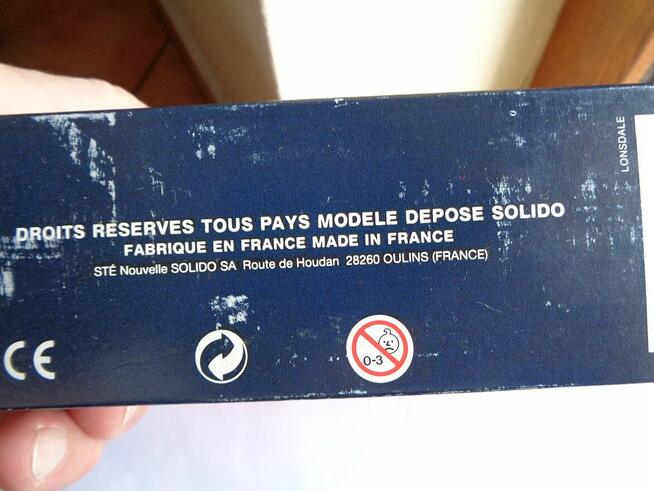 LONSDALE
DROITS RESERVES TOUS PAYS MODELE DEPOSE SOLIDO
FABRIQUE EN FRANCE MADE IN FRANCE
STÉ Nouvelle SOLIDO SA Route de Houdan 28260 OULINS (FRANCE)
CE
0-3